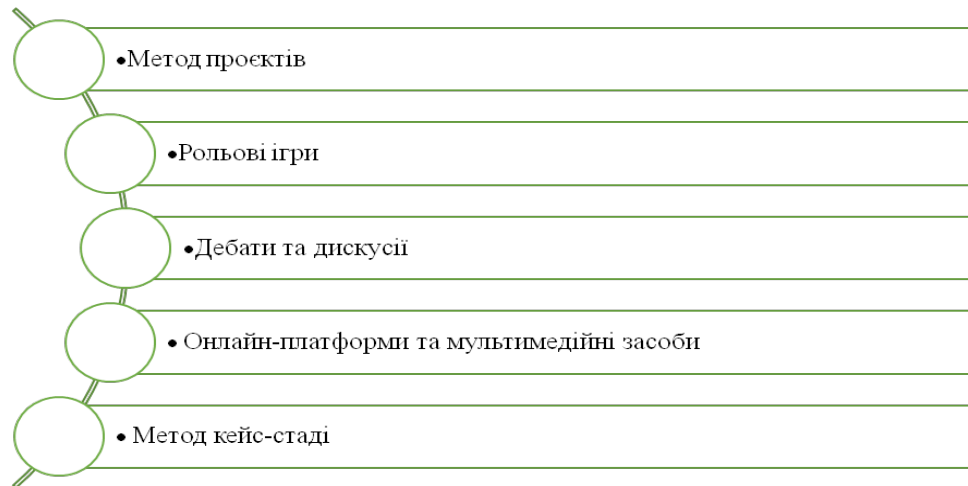 •Метод проєктів
•Рольові ігри
•Дебати та дискусії
• Онлайн-платформи та мультимедійні засоби
• Метод кейс-стаді